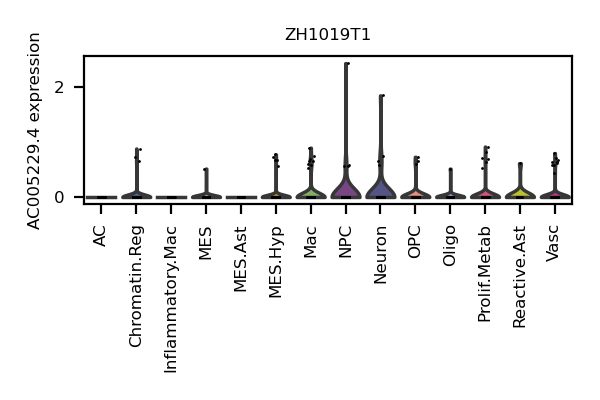 ZH1019T1
AC005229.4 expression
2
0
AC
Chromatin.Reg
Inflammatory.Mac
MES
MES.Ast
MES.Hyp
Mac
NPC
Neuron
OPC
Oligo
Prolif.Metab
Reactive.Ast
Vasc